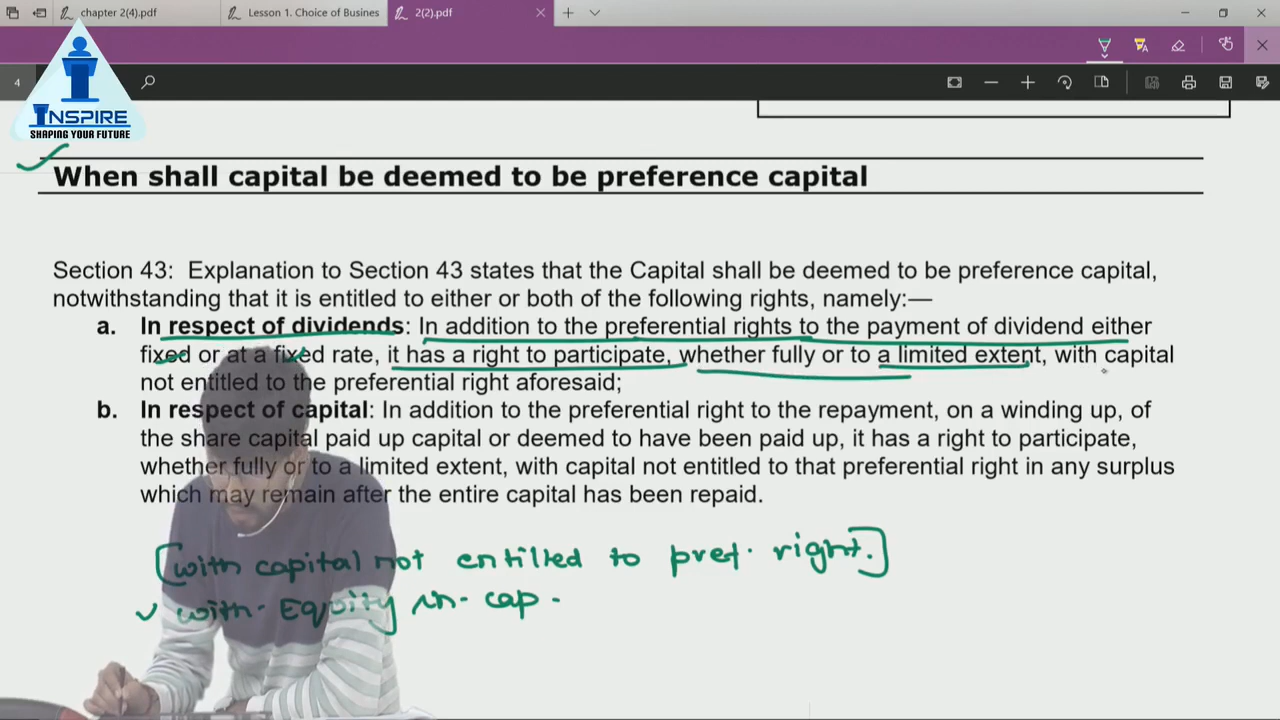 chapter 2(4).pdf
Lesson 1. Choice of Busines
2(2).pdf
4
INSPIRE
SHAPING YOUR FUTURE
When shall capital be deemed to be preference capital
Section 43: Explanation to Section 43 states that the Capital shall be deemed to be preference capital,
notwithstanding that it is entitled to either or both of the following rights, namely:—
a. In respect of dividends: In addition to the preferential rights to the payment of dividend either
fixed or at a fixed rate, it has a right to participate, whether fully or to a limited extent, with capital
not entitled to the preferential right aforesaid;
b. In respect of capital: In addition to the preferential right to the repayment, on a winding up, of
the share capital paid up capital or deemed to have been paid up, it has a right to participate,
whether fully or to a limited extent, with capital not entitled to that preferential right in any surplus
which may remain after the entire capital has been repaid.
[with capital not entitled to pref. right.]
with Equity sh. cap.